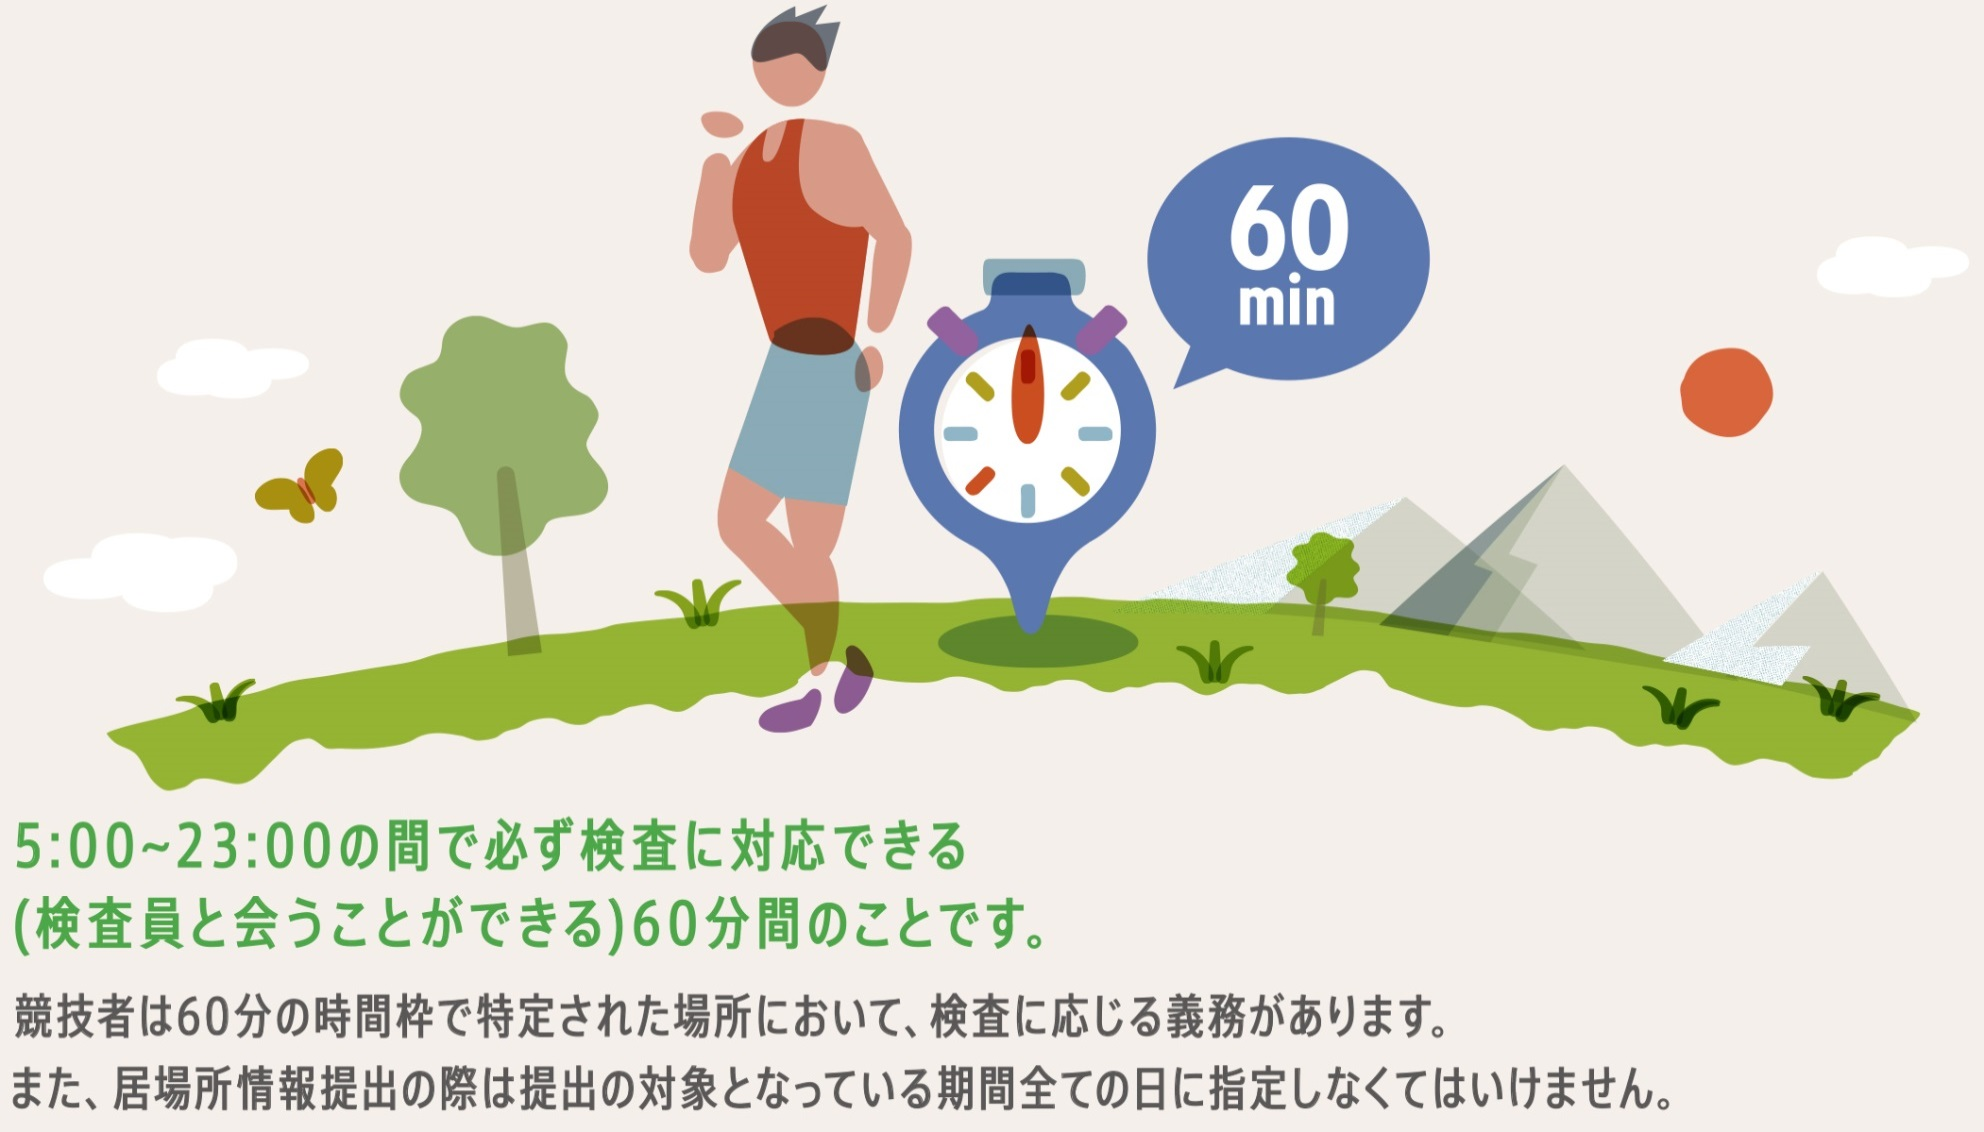 60
min
5:00~23:00の間で必ず検査に対応できる
(検査員と会うことができる)60分間のことです。
競技者は60分の時間枠で特定された場所において、検査に応じる義務があります。
また、居場所情報提出の際は提出の対象となっている期間全ての日に指定しなくてはいけません。